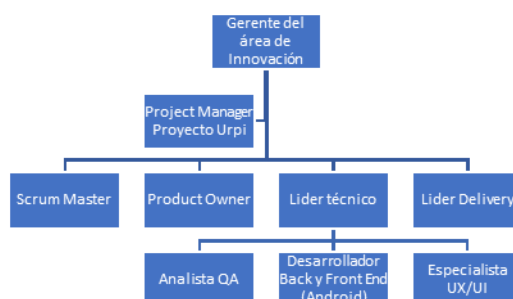 Gerente del
área de
Innovación
Project Manager
Proyecto Urpi
Scrum Master
Product Owner
Lider técnico
Lider Delivery
Analista QA
Desarrollador
Back y Front End
(Android)
Especialista
UX/UI